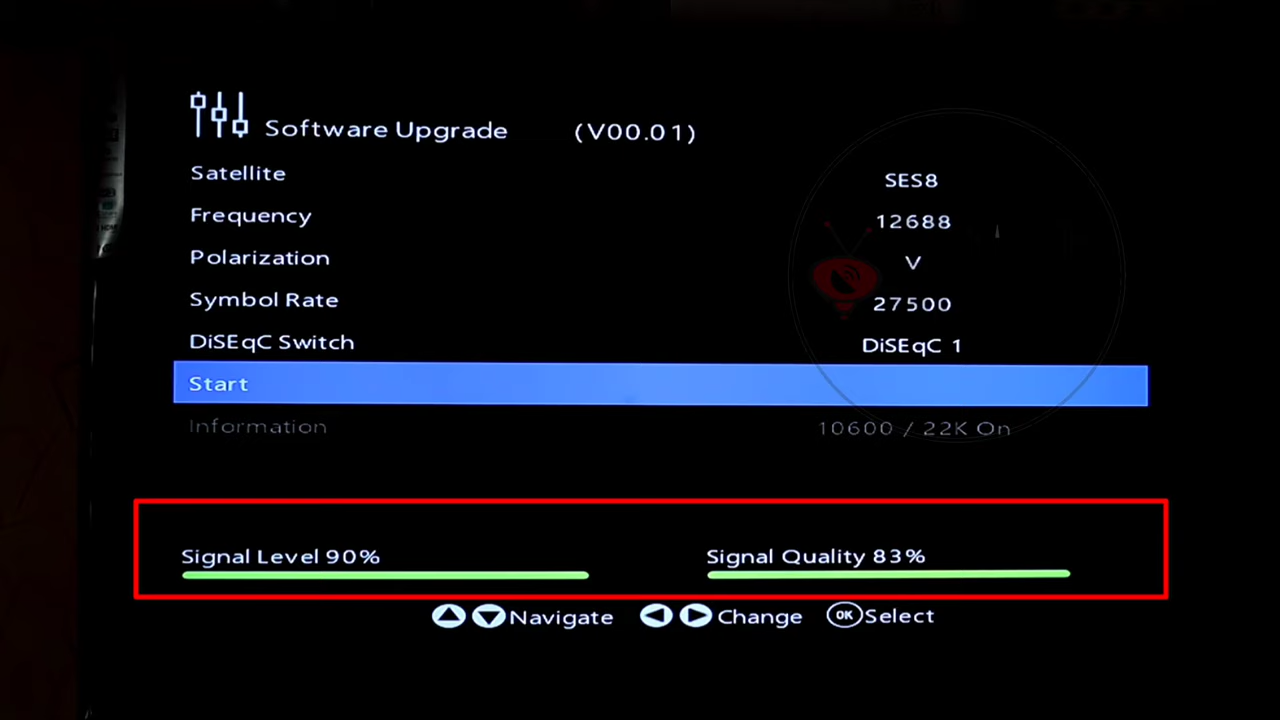 Software Upgrade (V00.01)
Satellite SES8
Frequency 12688
Polarization V
Symbol Rate 27500
DiSEqC Switch DiSEqC 1
Start
Information 10600 / 22K On
Signal Level 90% Signal Quality 83%
Navigate Change OK Select